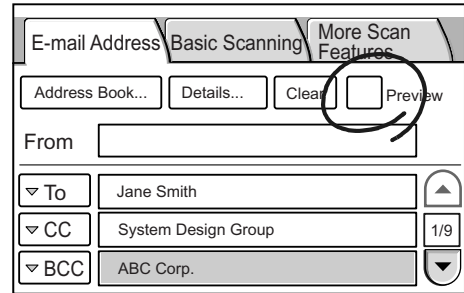 E-mail Address Basic Scanning More Scan Features
Address Book... Details... Clear Preview
From
To Jane Smith
CC System Design Group 1/9
BCC ABC Corp.